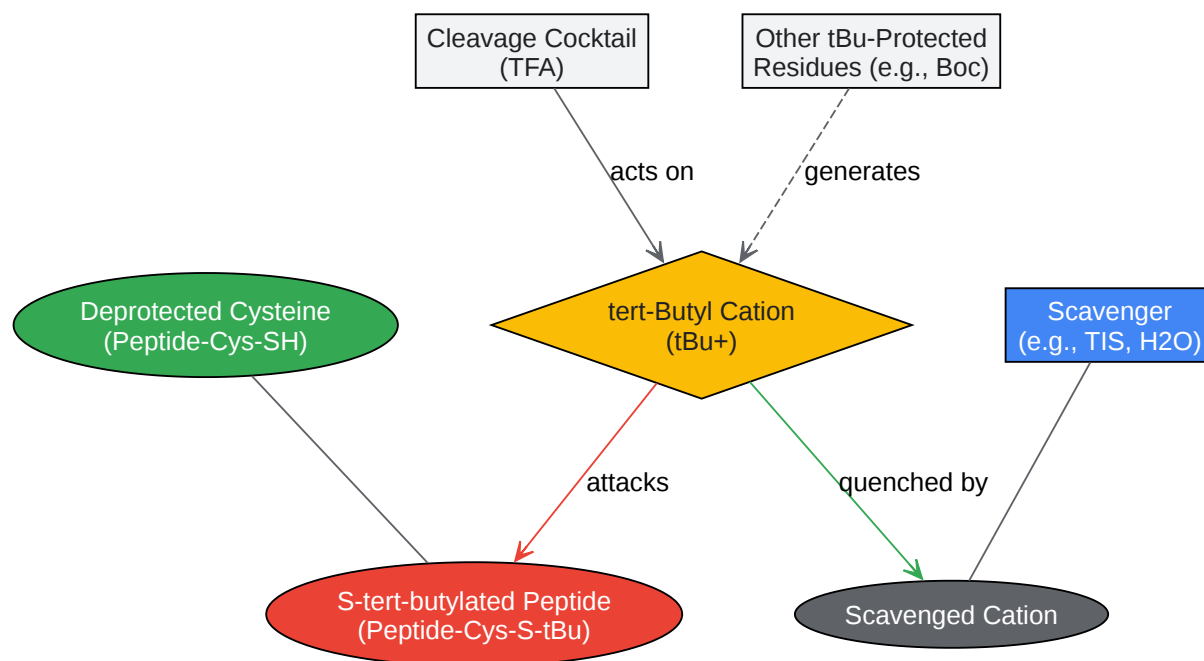 Cleavage Cocktail
(TFA)
Other tBu-Protected
Residues (e.g., Boc)
acts on
generates
Deprotected Cysteine
(Peptide-Cys-SH)
tert-Butyl Cation
(tBu+)
Scavenger
(e.g., TIS, H2O)
attacks
quenched by
S-tert-butylated Peptide
(Peptide-Cys-S-tBu)
Scavenged Cation